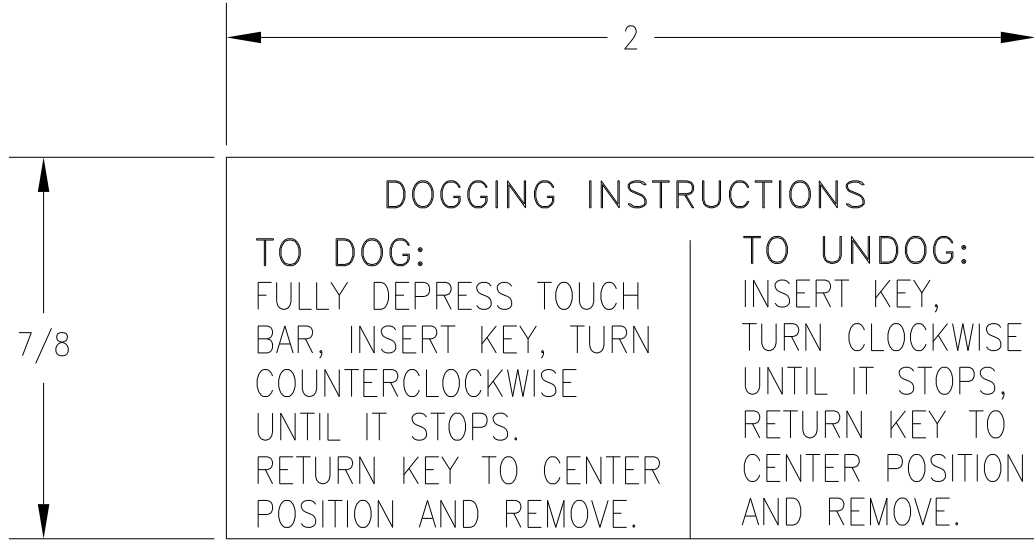 2
7/8
DOGGING INSTRUCTIONS
TO DOG:
FULLY DEPRESS TOUCH
BAR, INSERT KEY, TURN
COUNTERCLOCKWISE
UNTIL IT STOPS.
RETURN KEY TO CENTER
POSITION AND REMOVE.
TO UNDOG:
INSERT KEY,
TURN CLOCKWISE
UNTIL IT STOPS,
RETURN KEY TO
CENTER POSITION
AND REMOVE.